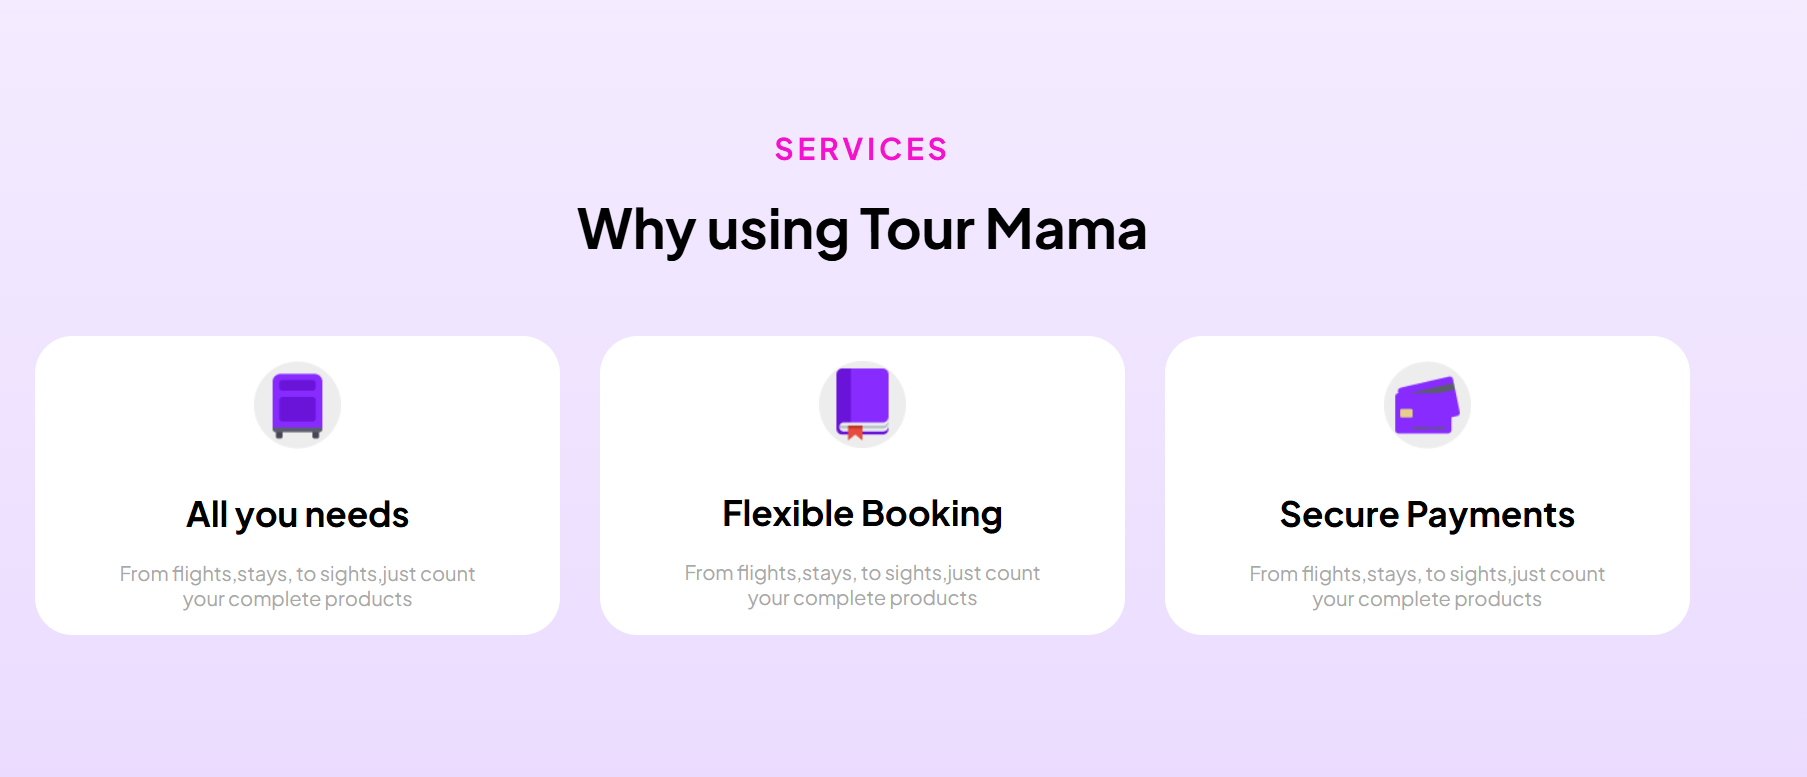 SERVICES
Why using Tour Mama
All you needs
From flights,stays, to sights,just count
your complete products
Flexible Booking
From flights,stays, to sights,just count
your complete products
Secure Payments
From flights,stays, to sights,just count
your complete products